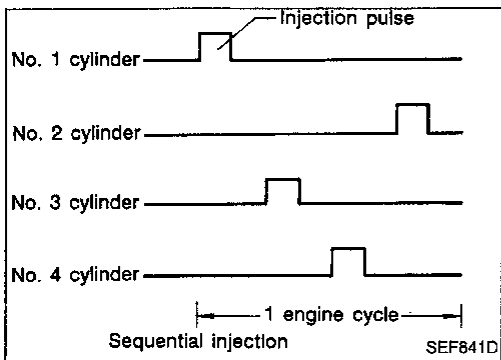 Injection pulse
No. 1 cylinder
No. 2 cylinder
No. 3 cylinder
No. 4 cylinder
1 engine cycle
Sequential injection
SEF841D